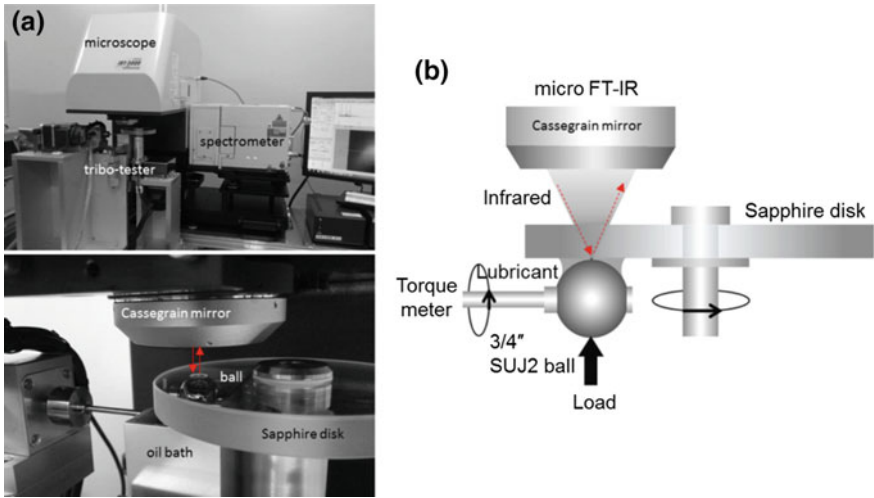 (a)
microscope
spectrometer
tribo-tester
Cassegrain mirror
ball
Sapphire disk
oil bath
(b)
micro FT-IR
Cassegrain mirror
Infrared
Sapphire disk
Lubricant
Torque
meter
3/4″
SUJ2 ball
Load